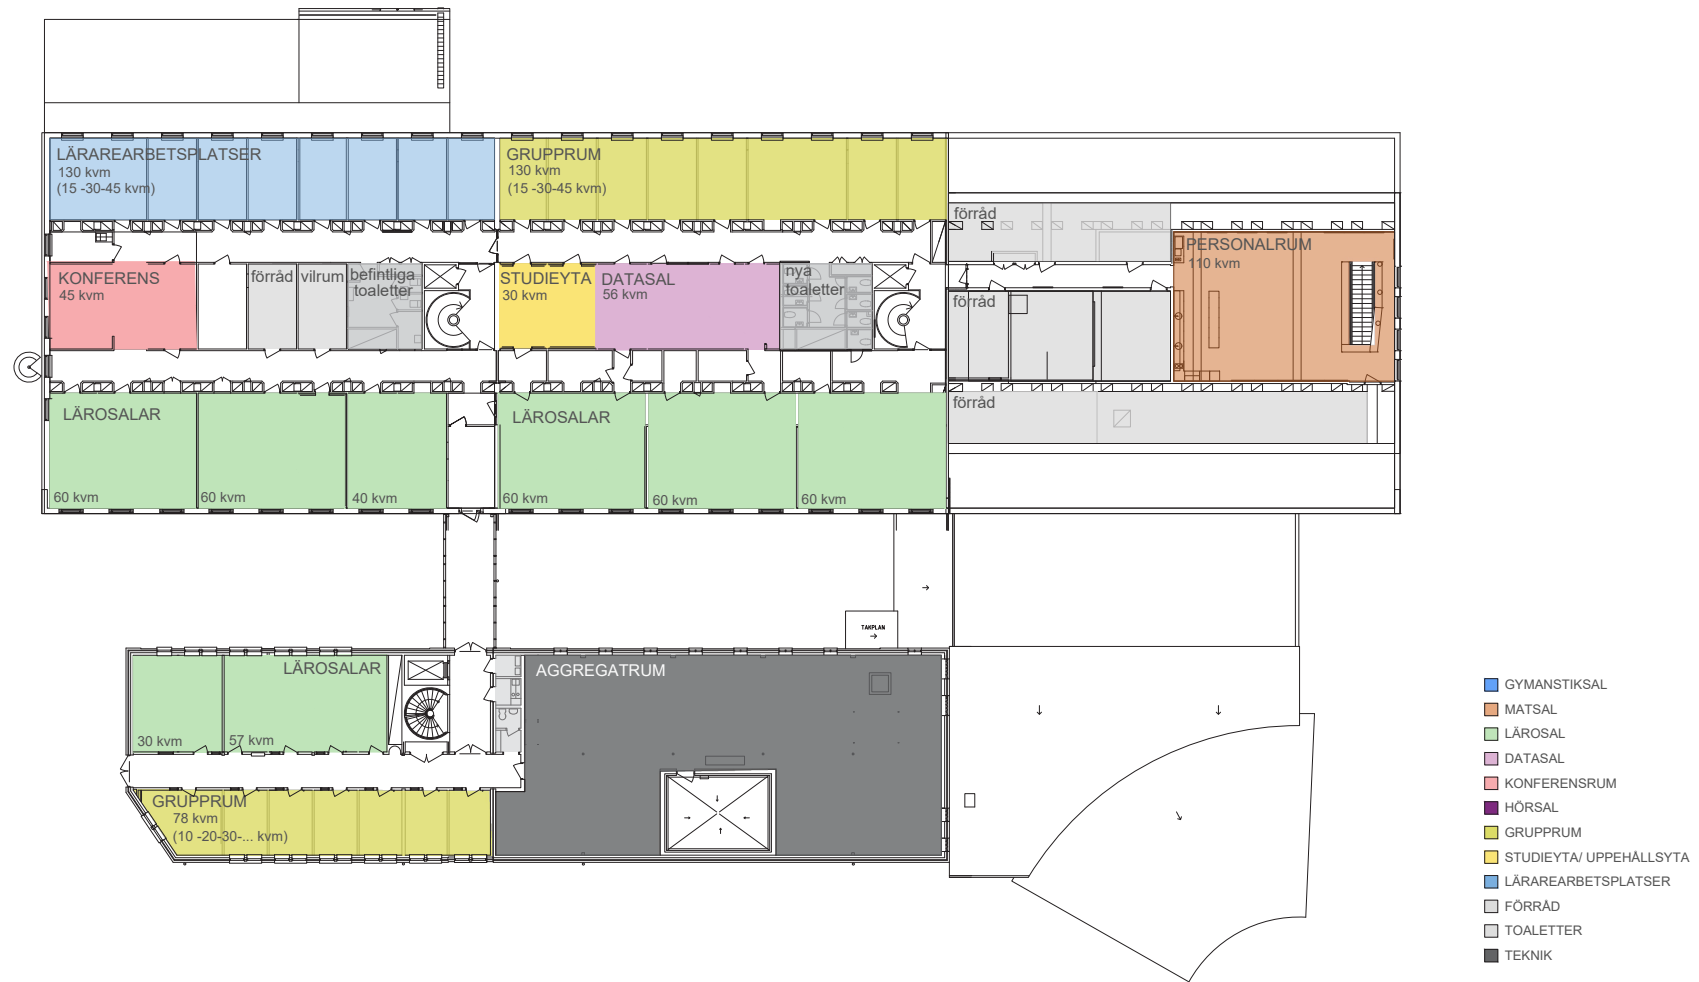 LÄRAREARBETSPLATSER
130 kvm
(15 -30-45 kvm)
GRUPPRUM
130 kvm
(15 -30-45 kvm)
förråd
PERSONALRUM
110 kvm
KONFERENS
45 kvm
förråd
vilrum
befintliga
toaletter
STUDIEYTA
30 kvm
DATASAL
56 kvm
nya
toaletter
förråd
förråd
LÄROSALAR
LÄROSALAR
60 kvm
60 kvm
40 kvm
60 kvm
60 kvm
60 kvm
TAKPLAN
LÄROSALAR
30 kvm
57 kvm
AGGREGATRUM
GRUPPRUM
78 kvm
(10 -20-30-... kvm)
GYMANSTIKSAL
MATSAL
LÄROSAL
DATASAL
KONFERENSRUM
HÖRSAL
GRUPPRUM
STUDIEYTA/ UPPEHÅLLSYTA
LÄRAREARBETSPLATSER
FÖRRÅD
TOALETTER
TEKNIK